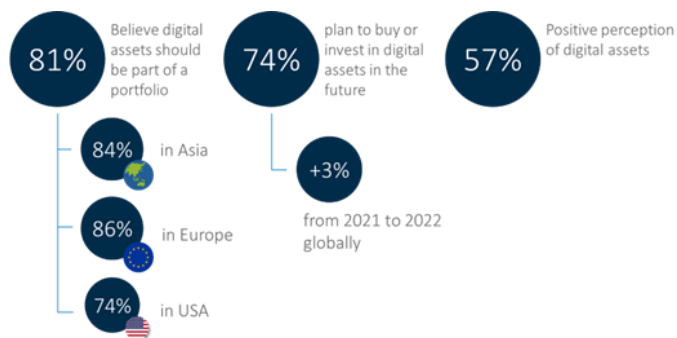 81%
Believe digital
assets should
be part of a
portfolio
84%
in Asia
86%
in Europe
74%
in USA
74%
plan to buy or
invest in digital
assets in the
future
+3%
from 2021 to 2022
globally
57%
Positive perception
of digital assets